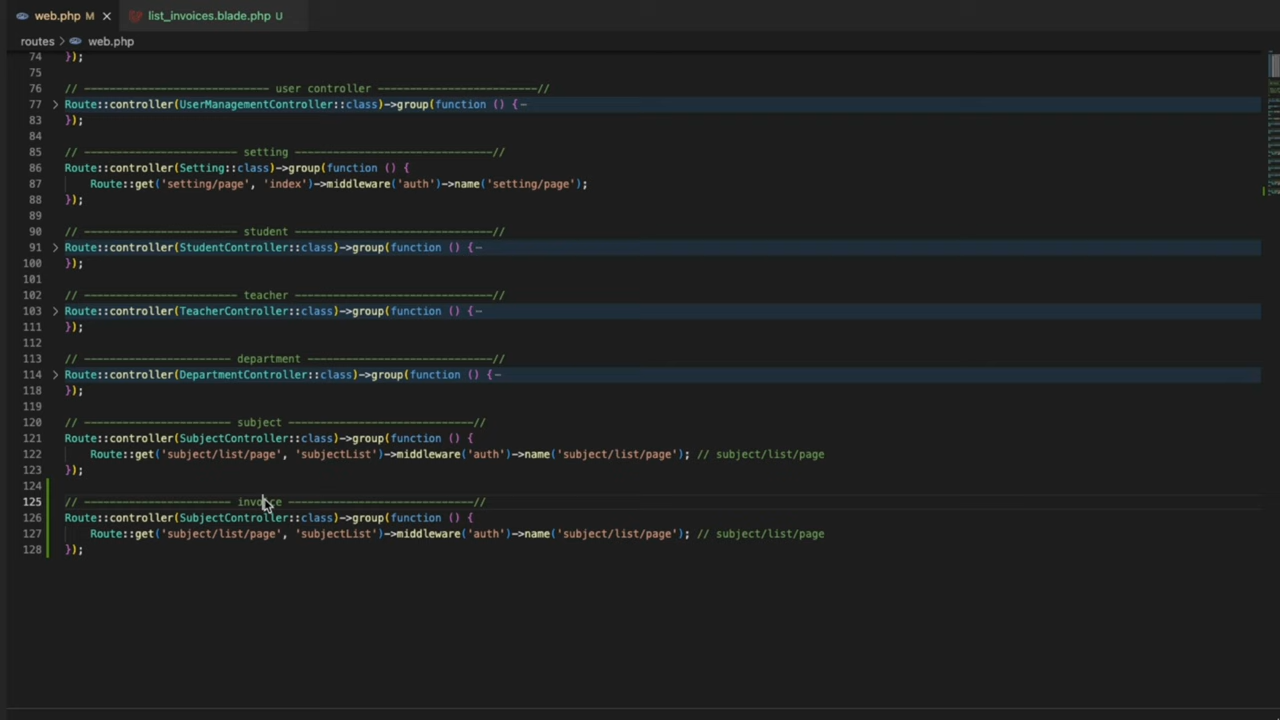 web.php M × list_invoices.blade.php U
routes > web.php
74 });
75
76 // ----------------------------- user controller -------------------------//
77 > Route::controller(UserManagementController::class)->group(function () {⋯
83 });
84
85 // ------------------------ setting ---------------------------------//
86 Route::controller(Setting::class)->group(function () {
87 Route::get('setting/page', 'index')->middleware('auth')->name('setting/page');
88 });
89
90 // ------------------------ student ---------------------------------//
91 > Route::controller(StudentController::class)->group(function () {⋯
100 });
101
102 // ------------------------ teacher ---------------------------------//
103 > Route::controller(TeacherController::class)->group(function () {⋯
111 });
112
113 // ----------------------- department -----------------------------//
114 > Route::controller(DepartmentController::class)->group(function () {⋯
118 });
119
120 // ----------------------- subject -----------------------------//
121 Route::controller(SubjectController::class)->group(function () {
122 Route::get('subject/list/page', 'subjectList')->middleware('auth')->name('subject/list/page'); // subject/list/page
123 });
124
125 // ----------------------- invoice -----------------------------//
126 Route::controller(SubjectController::class)->group(function () {
127 Route::get('subject/list/page', 'subjectList')->middleware('auth')->name('subject/list/page'); // subject/list/page
128 });